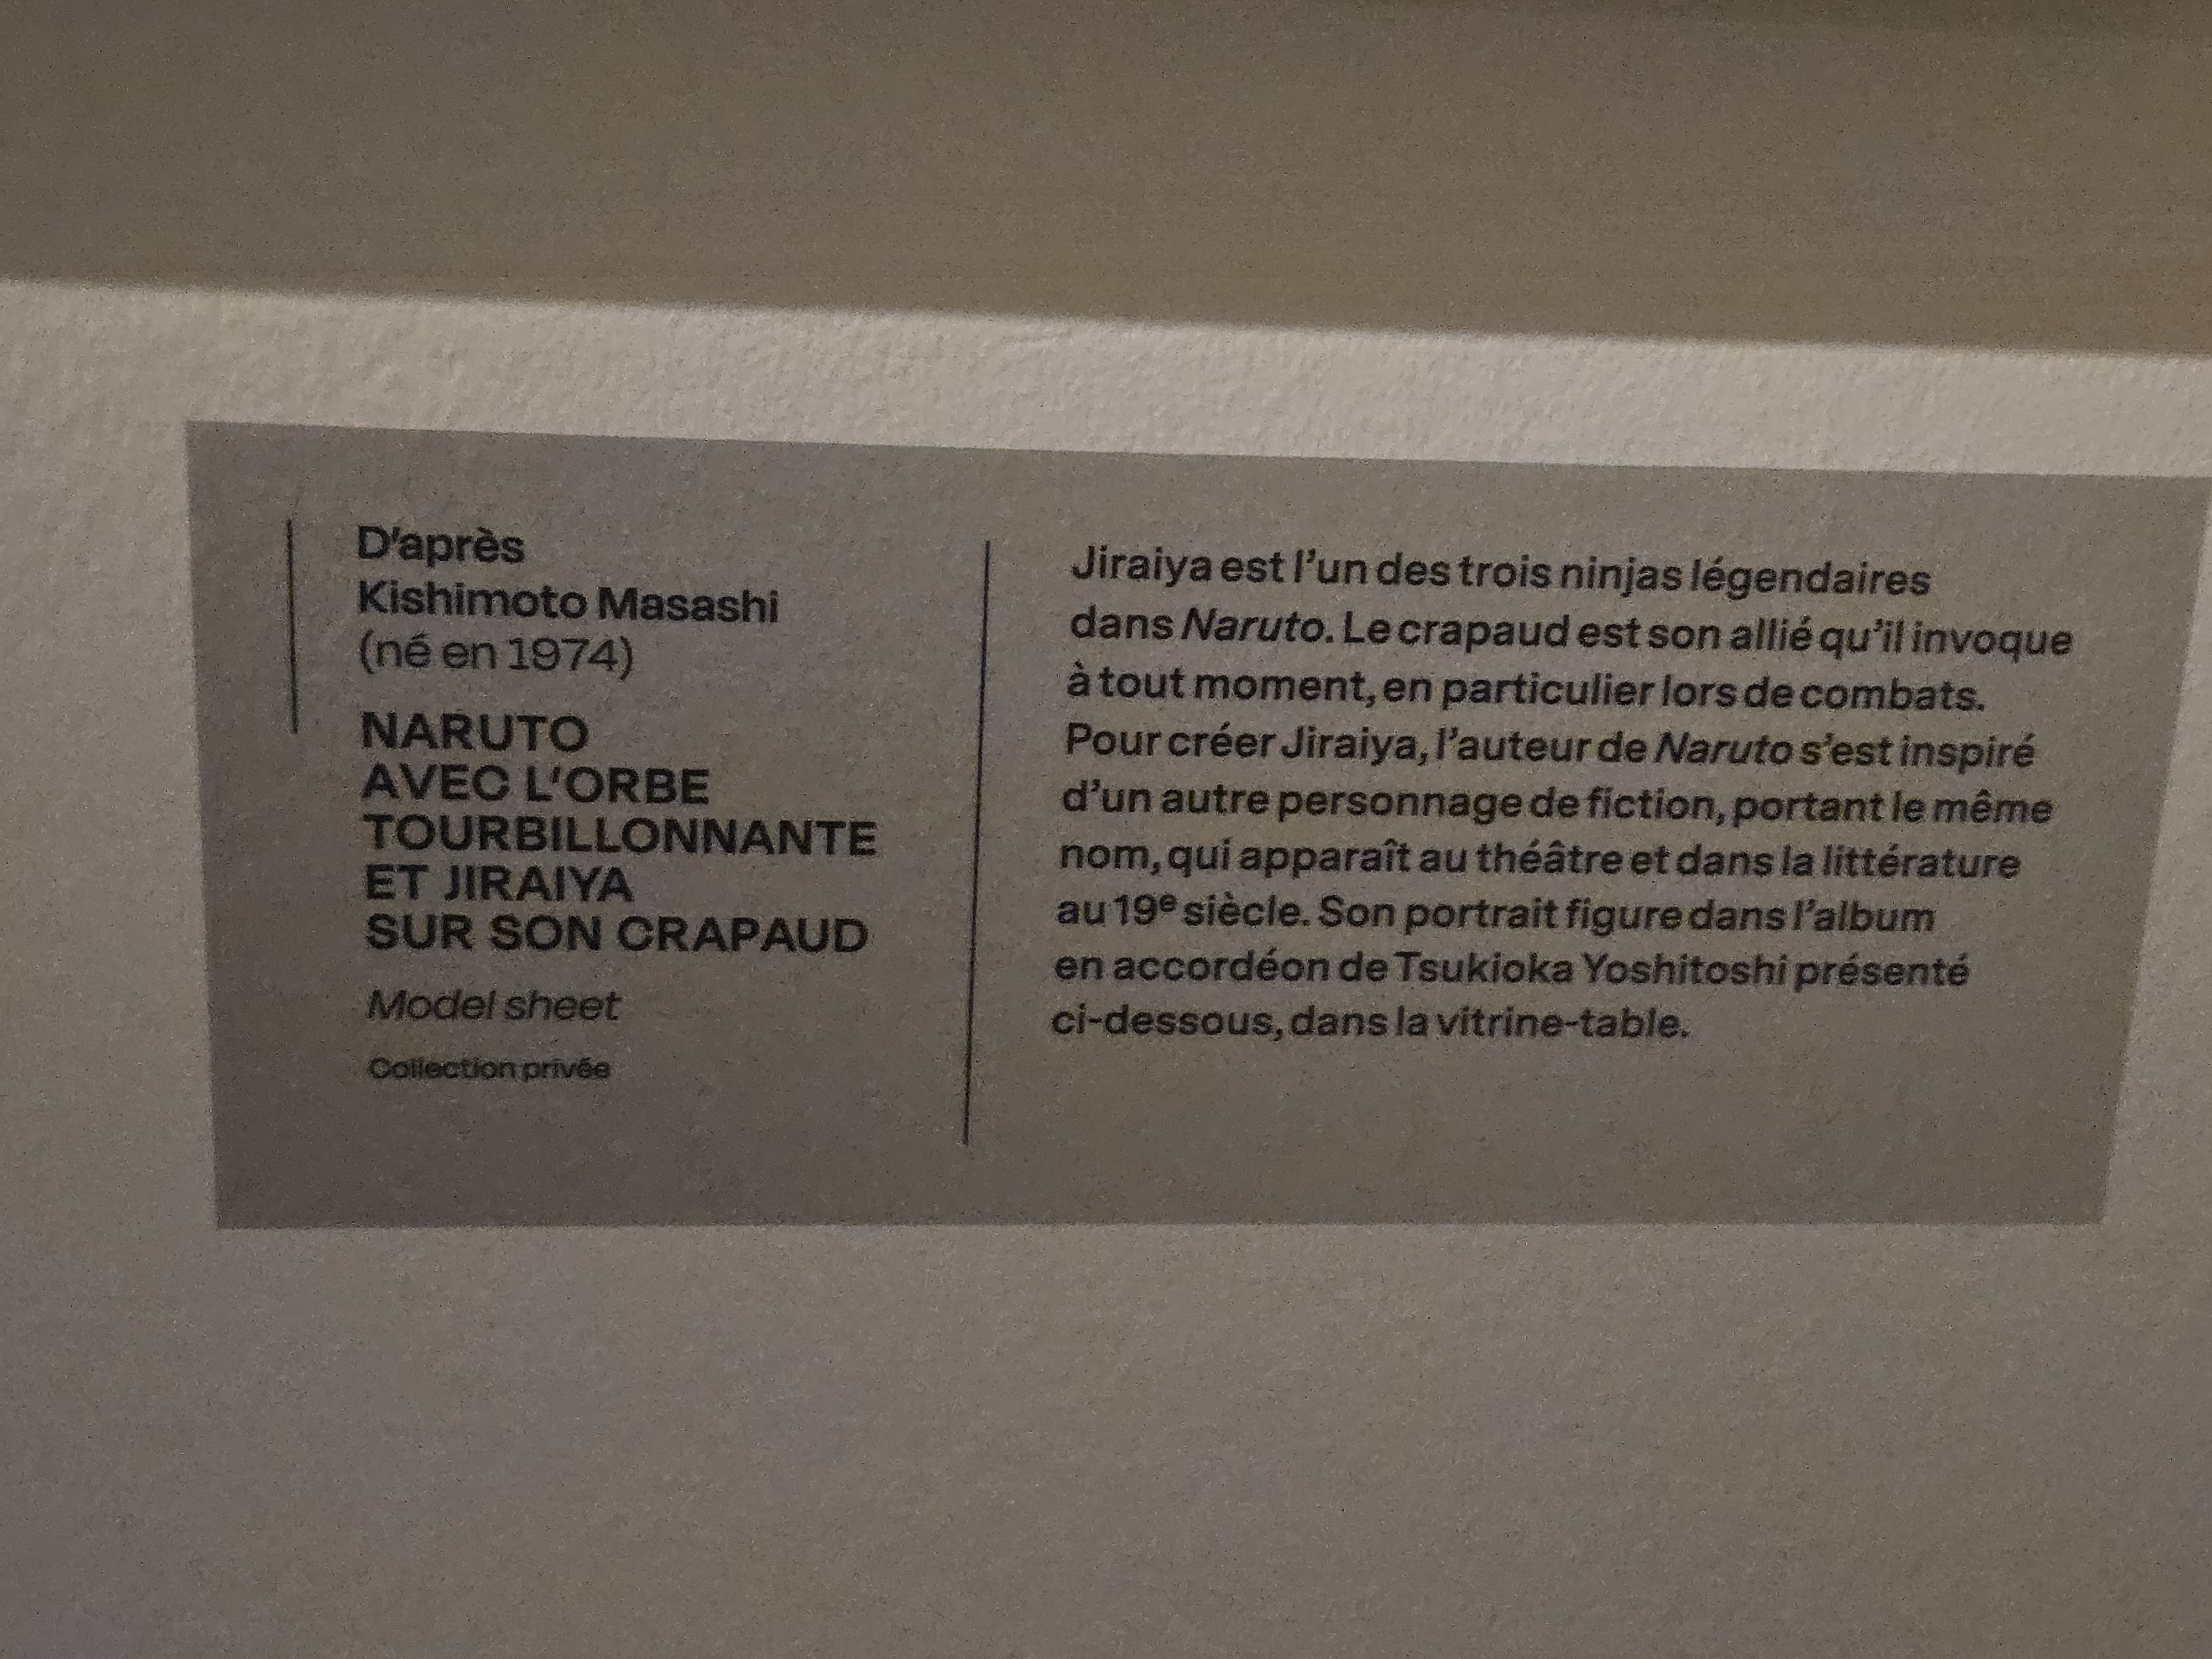 D'après
Kishimoto Masashi
(né en 1974)
NARUTO
AVEC L'ORBE
TOURBILLONNANTE
ET JIRAIYA
SUR SON CRAPAUD
Model sheet
Collection privée
Jiraiya est l'un des trois ninjas légendaires
dans Naruto. Le crapaud est son allié qu'il invoque
à tout moment, en particulier lors de combats.
Pour créer Jiraiya, l'auteur de Naruto s'est inspiré
d'un autre personnage de fiction, portant le même
nom, qui apparaît au théâtre et dans la littérature
au 19e siècle. Son portrait figure dans l'album
en accordéon de Tsukioka Yoshitoshi présenté
ci-dessous, dans la vitrine-table.